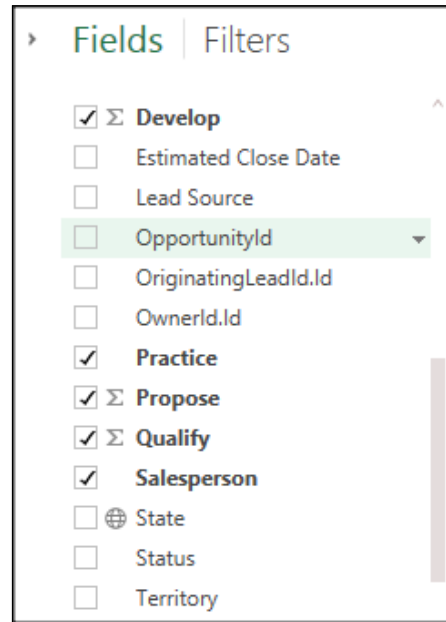 Fields | Filters
Σ Develop
Estimated Close Date
Lead Source
OpportunityId
OriginatingLeadId.Id
OwnerId.Id
Practice
Σ Propose
Σ Qualify
Salesperson
State
Status
Territory